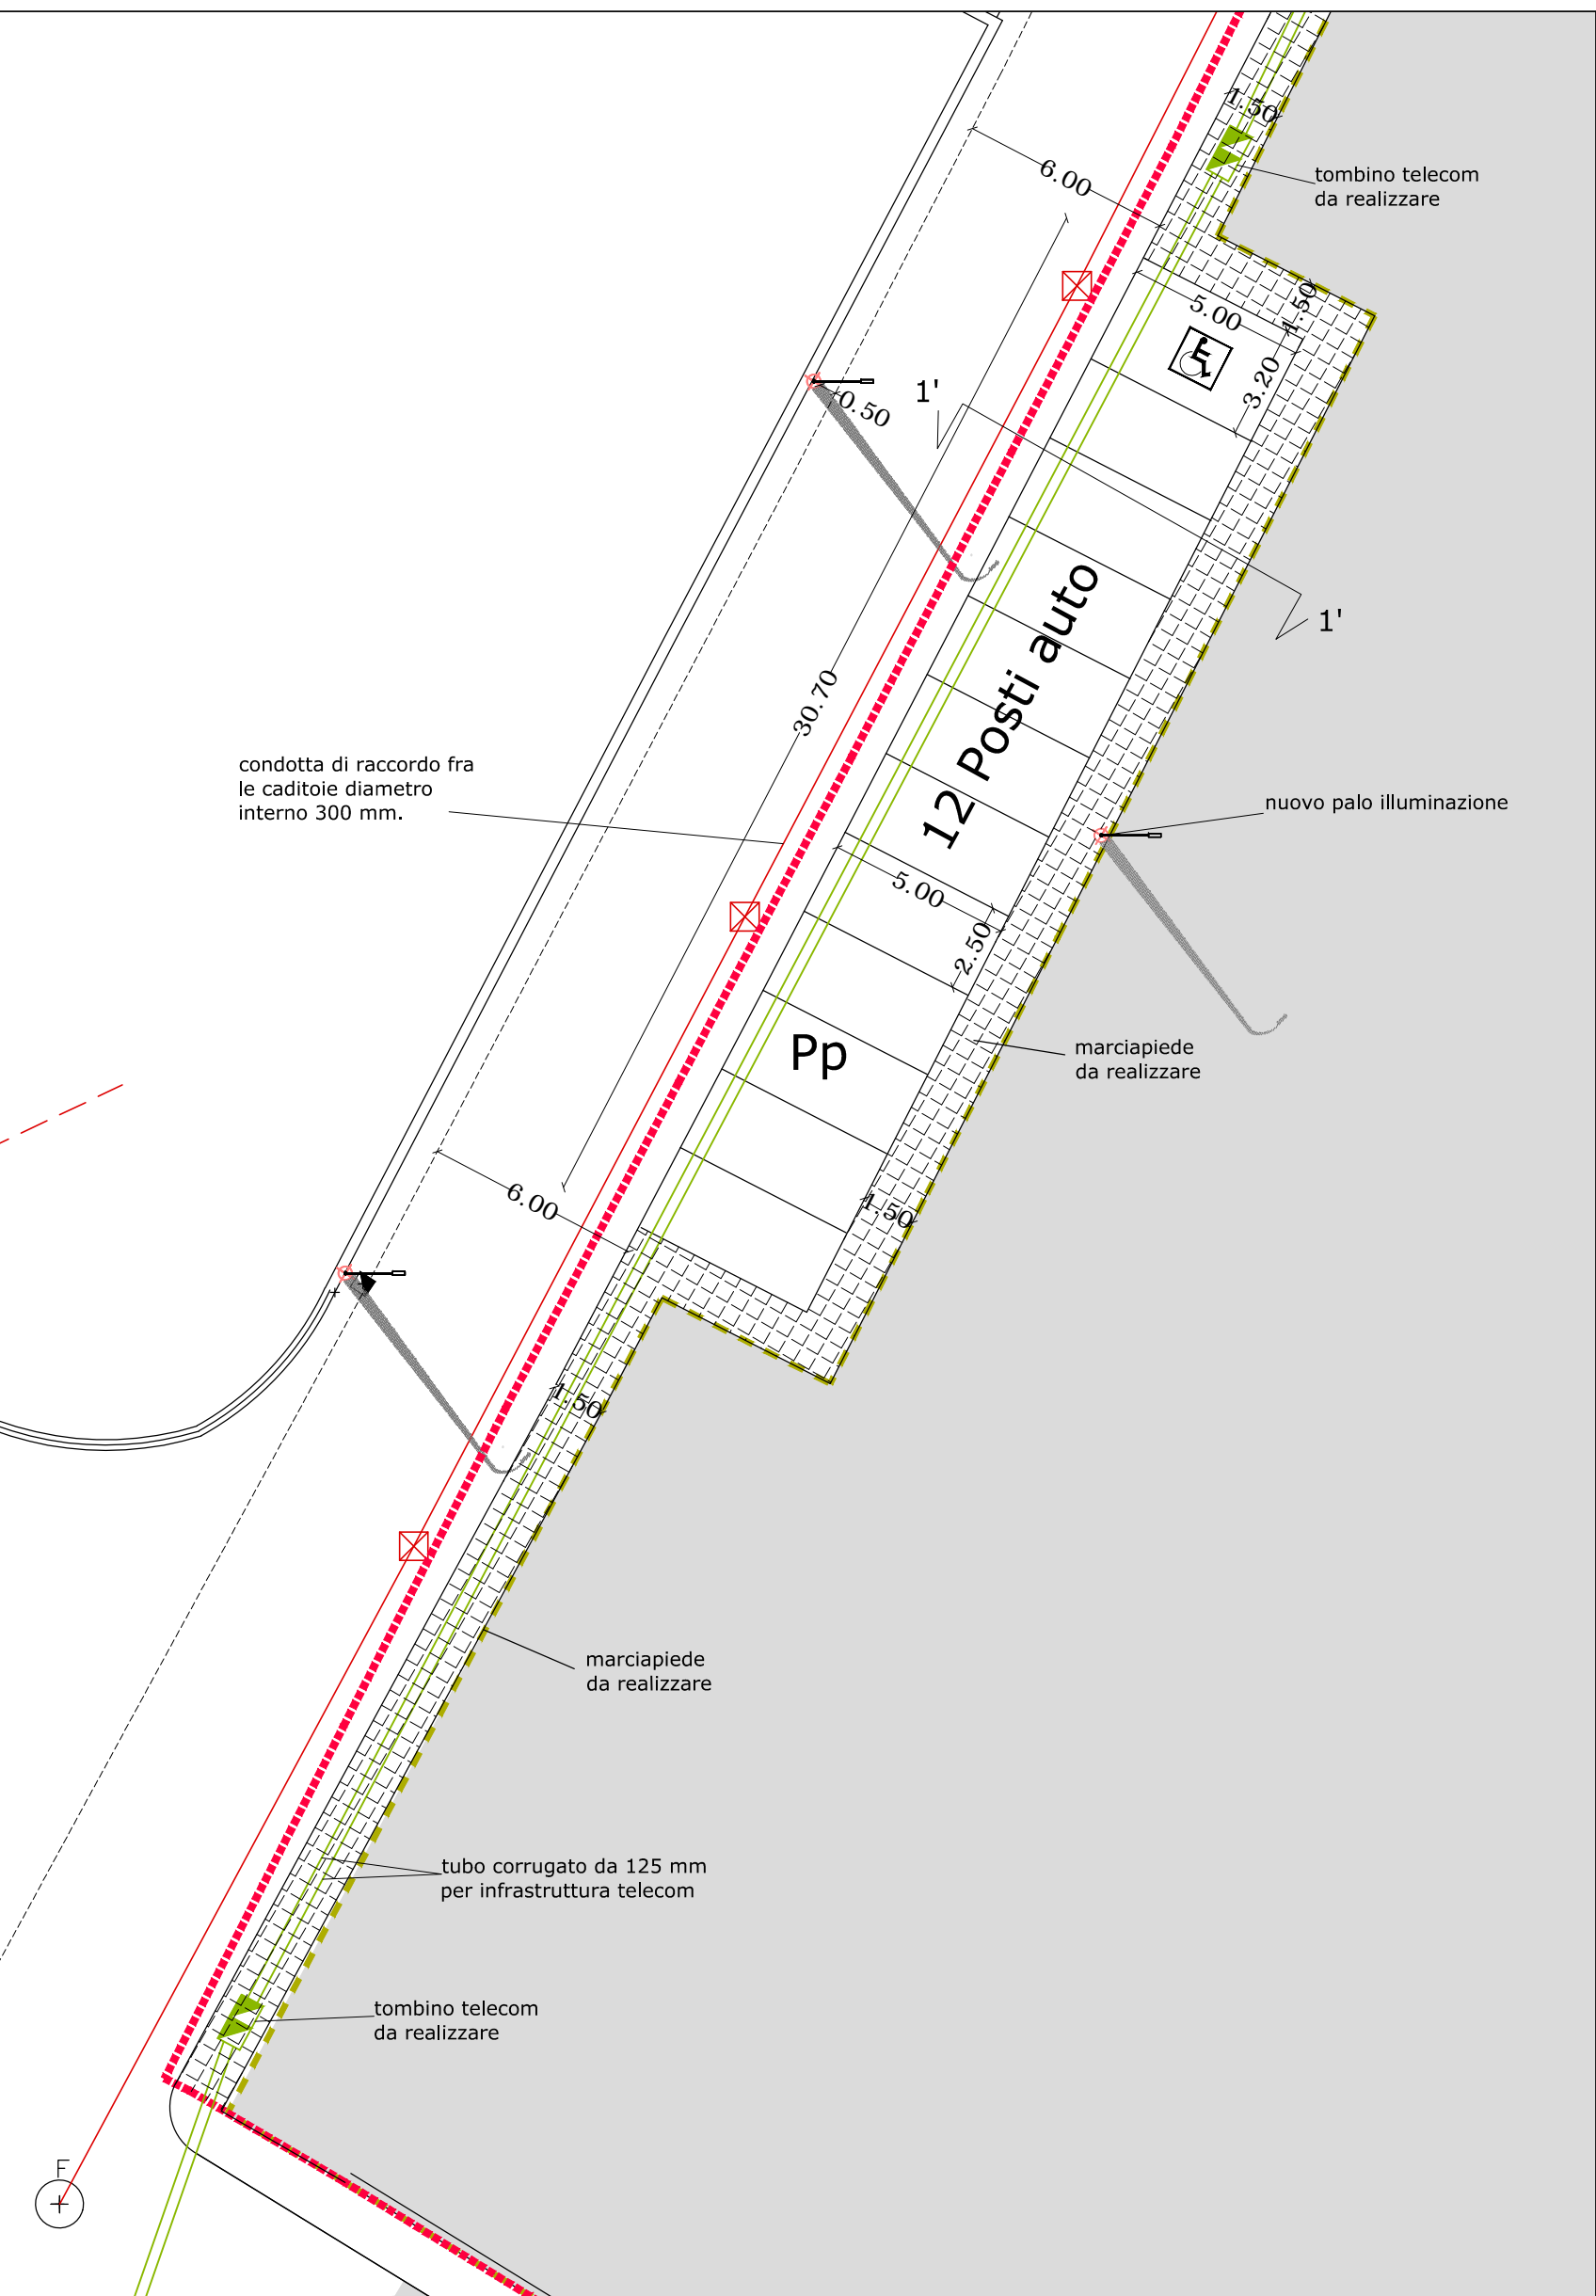 1.50
tombino telecom
da realizzare
6.00
5.00
1.50
3.20
0.50
1'
1'
12 Posti auto
30.70
condotta di raccordo fra
le caditoie diametro
interno 300 mm.
nuovo palo illuminazione
5.00
2.50
Pp
marciapiede
da realizzare
6.00
1.50
1.50
marciapiede
da realizzare
tubo corrugato da 125 mm
per infrastruttura telecom
tombino telecom
da realizzare
F